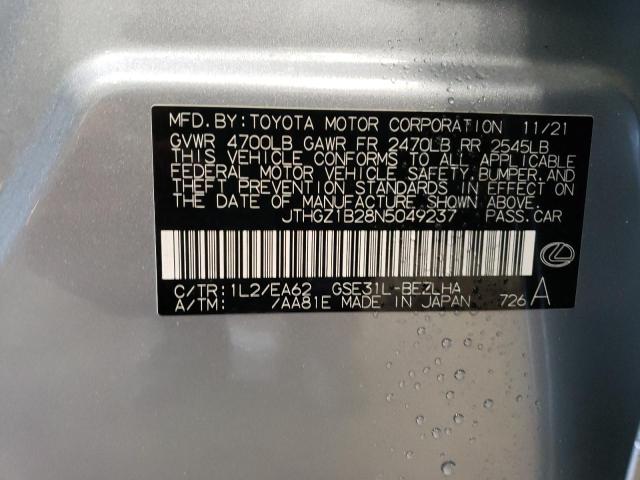 MFD. BY: TOYOTA MOTOR CORPORATION 11/21
GVWR 4700LB GAWR FR 2470LB RR 2545LB
THIS VEHICLE CONFORMS TO ALL APPLICABLE
FEDERAL MOTOR VEHICLE SAFETY, BUMPER, AND
THEFT PREVENTION STANDARDS IN EFFECT ON
THE DATE OF MANUFACTURE SHOWN ABOVE.
JTHGZ1B28N5049237 PASS. CAR
C/TR: 1L2/EA62 GSE31L-BEZLHA
A/TM: /AA81E MADE IN JAPAN 726 A